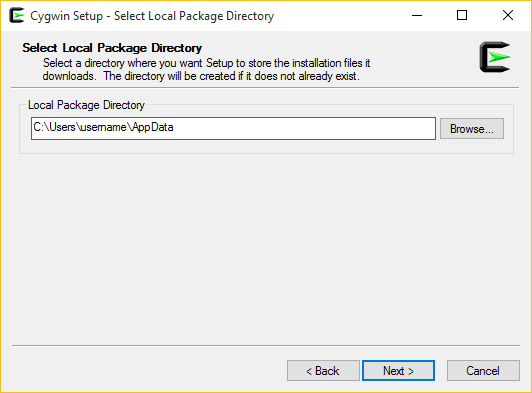 Cygwin Setup - Select Local Package Directory
Select Local Package Directory
Select a directory where you want Setup to store the installation files it
downloads. The directory will be created if it does not already exist.
Local Package Directory
C:\Users\username\AppData
Browse...
< Back
Next >
Cancel